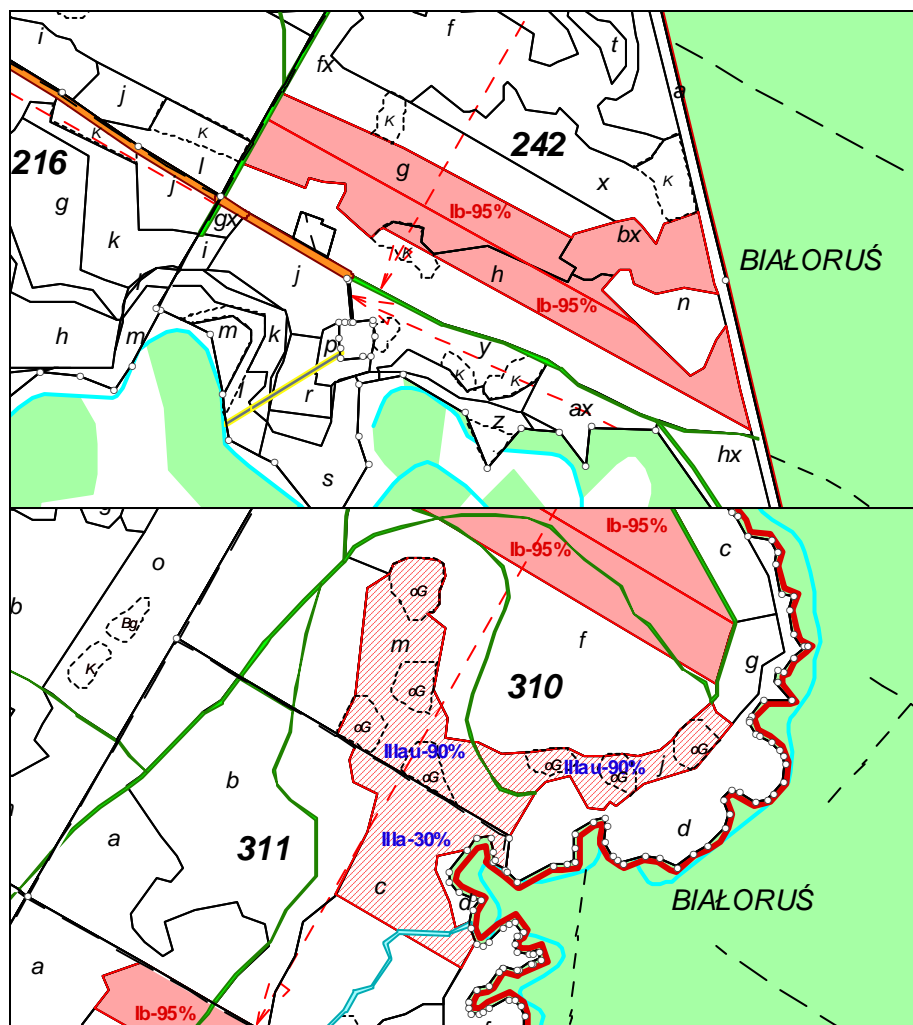 i
f
t
fx
a
j
K
K
K
242
216
l
g
x
K
j
g
Ib-95%
gx
bx
k
i
BIAŁORUŚ
j
h
Ib-95%
n
h
m
m
k
p
y
K
K
r
z
ax
s
hx
Ib-95%
Ib-95%
o
c
b
oG
Bg
f
m
K
g
310
oG
oG
oG
IIIau-90%
oG
oG
IIIau-90%
oG
b
a
311
IIIa-30%
d
c
d
BIAŁORUŚ
a
Ib-95%